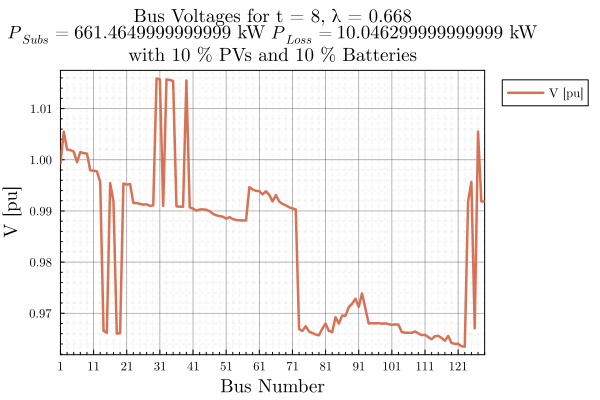 Bus Voltages for t = 8, λ = 0.668
P_Subs = 661.4649999999999 kW P_Loss = 10.046299999999999 kW
with 10 % PVs and 10 % Batteries
1.01
1.00
0.99
0.98
0.97
V [pu]
V [pu]
1 11 21 31 41 51 61 71 81 91 101 111 121
Bus Number